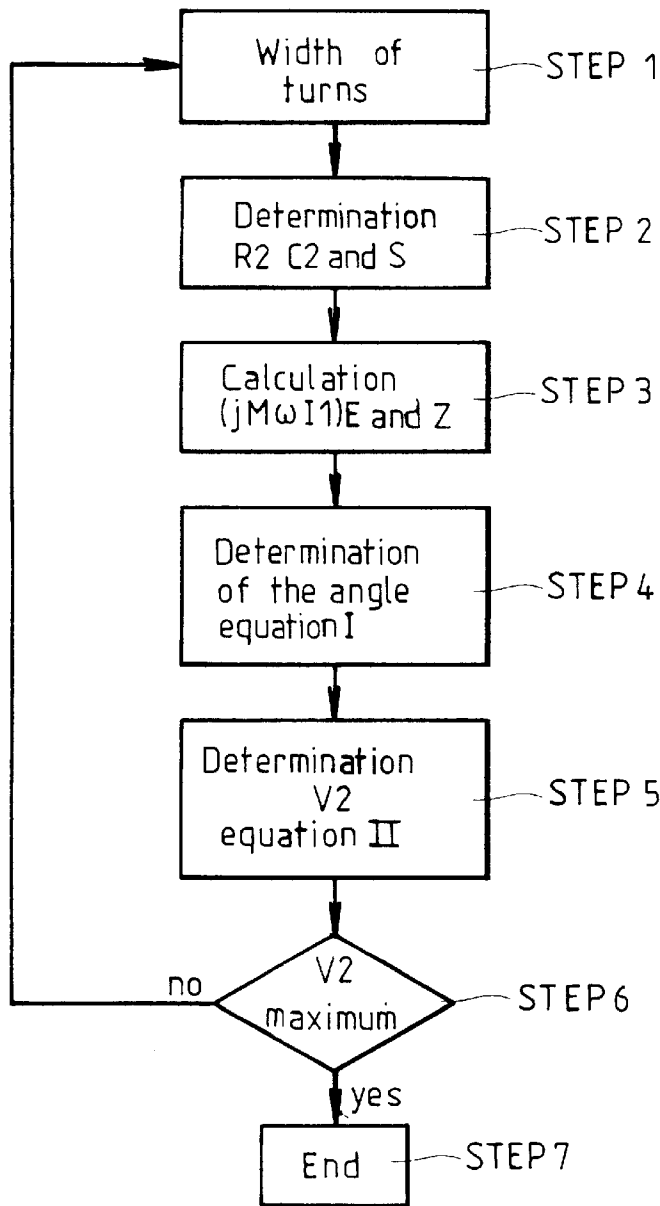 Width of
turns
STEP 1
Determination
R2 C2 and S
STEP 2
Calculation
(jMωI1)E and Z
STEP 3
Determination
of the angle
equation I
STEP 4
Determination
V2
equation II
STEP 5
V2
maximum
STEP 6
no
yes
End
STEP 7